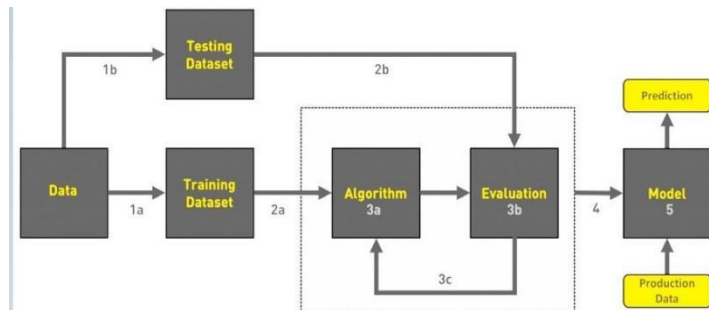 Testing
Dataset
1b
2b
Prediction
Data
Training
Dataset
Algorithm
3a
Evaluation
3b
Model
5
1a
2a
4
3c
Production
Data